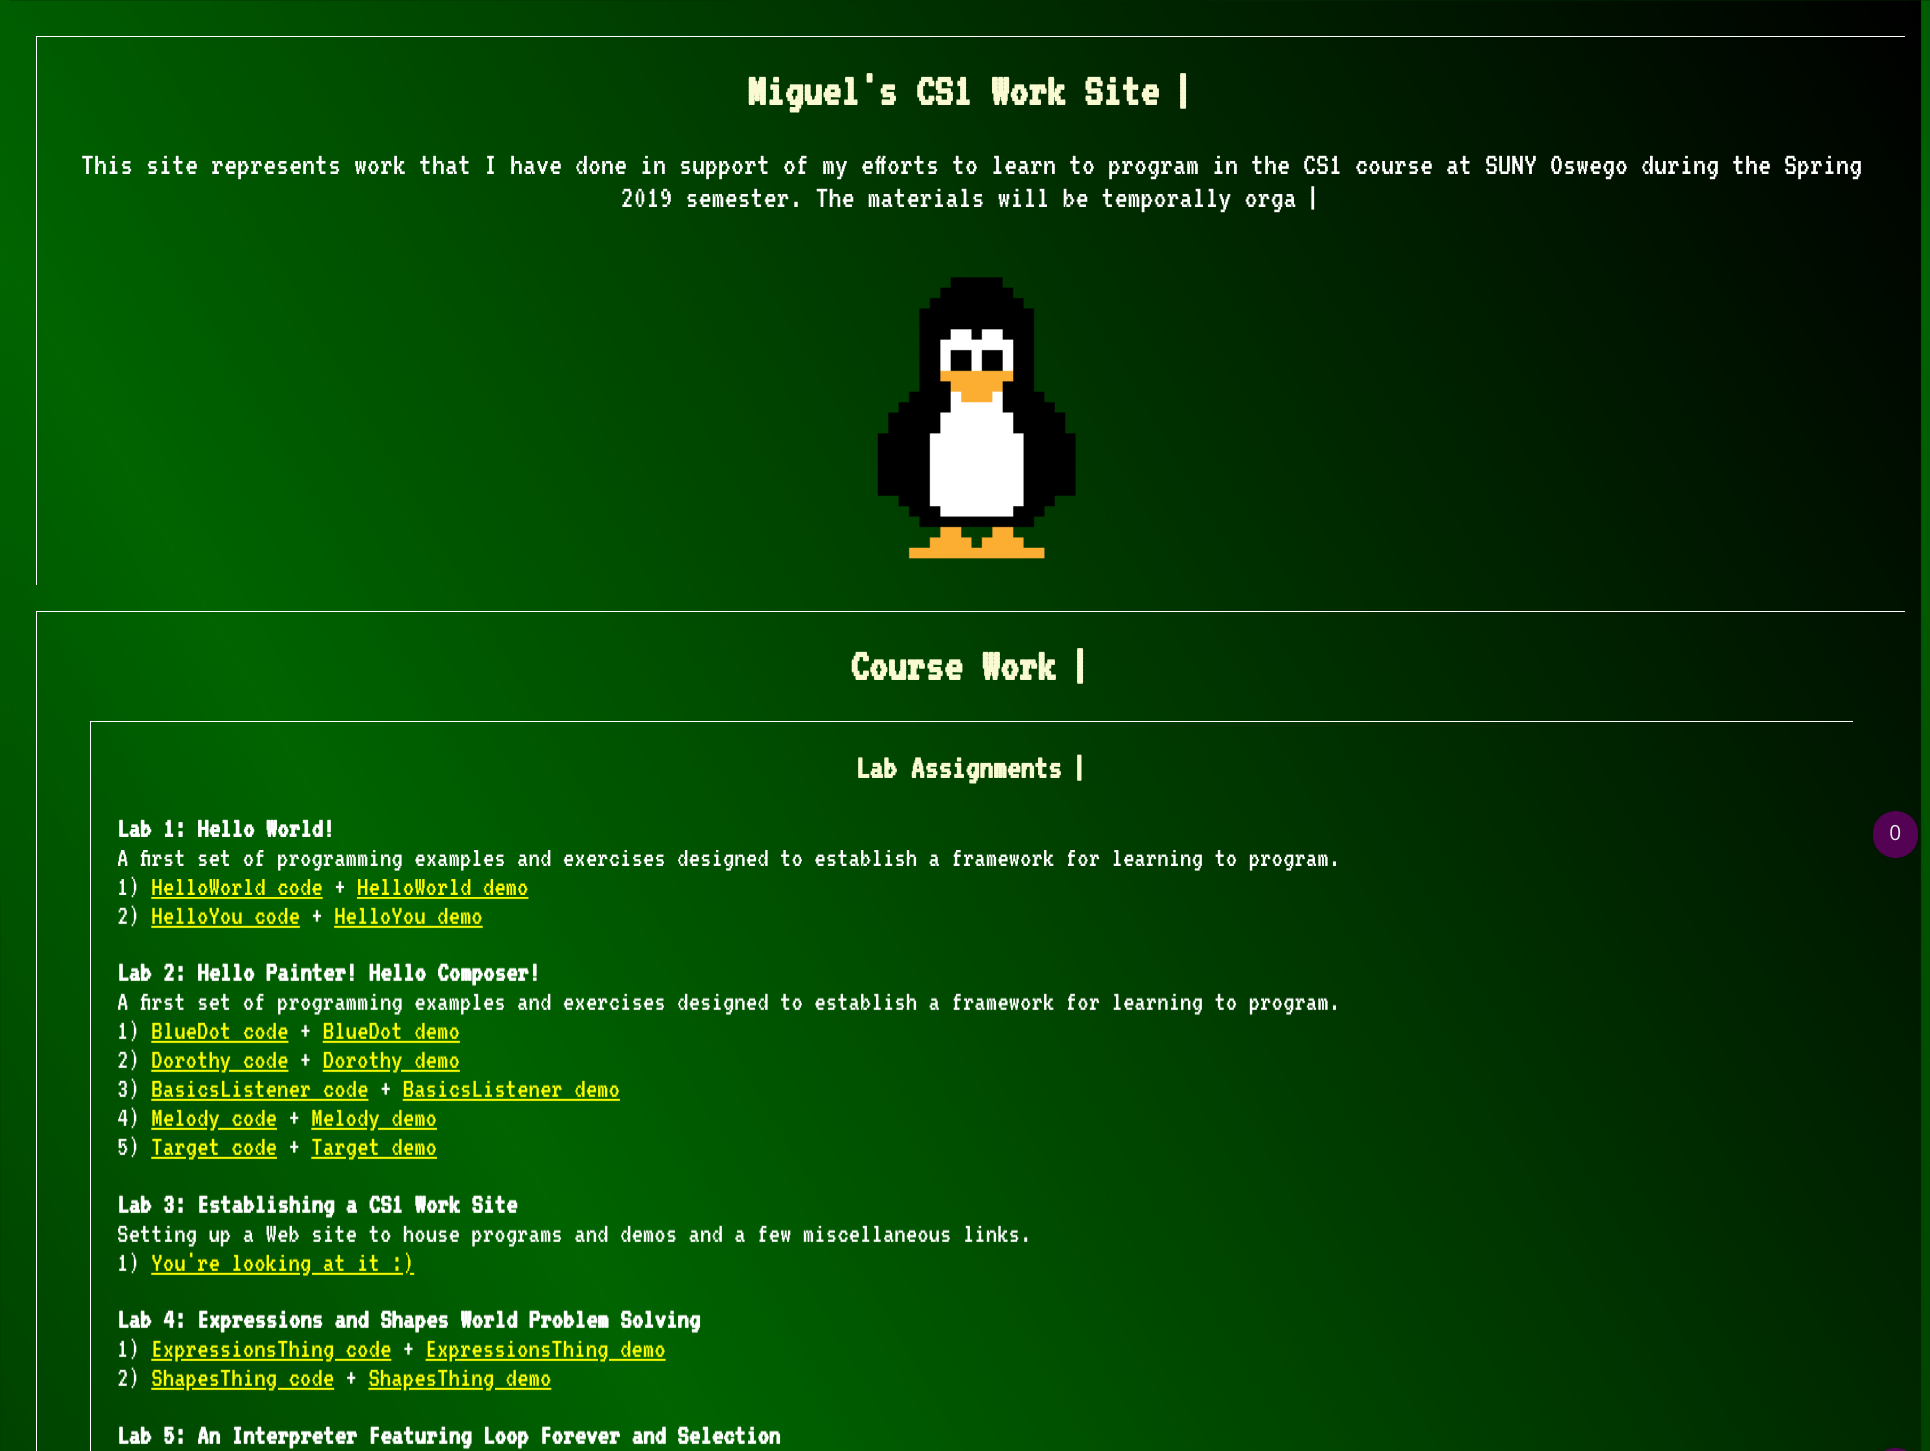 Miguel's CS1 Work Site |
This site represents work that I have done in support of my efforts to learn to program in the CS1 course at SUNY Oswego during the Spring
2019 semester. The materials will be temporally orga |
Course Work |
Lab Assignments |
Lab 1: Hello World!
A first set of programming examples and exercises designed to establish a framework for learning to program.
0
1) HelloWorld code + HelloWorld demo
2) HelloYou code + HelloYou demo
Lab 2: Hello Painter! Hello Composer!
A first set of programming examples and exercises designed to establish a framework for learning to program.
1) BlueDot code + BlueDot demo
2) Dorothy code + Dorothy demo
3) BasicsListener code + BasicsListener demo
4) Melody code + Melody demo
5) Target code + Target demo
Lab 3: Establishing a CS1 Work Site
Setting up a Web site to house programs and demos and a few miscellaneous links.
1) You're looking at it :)
Lab 4: Expressions and Shapes World Problem Solving
1) ExpressionsThing code + ExpressionsThing demo
2) ShapesThing code + ShapesThing demo
Lab 5: An Interpreter Featuring Loop Forever and Selection